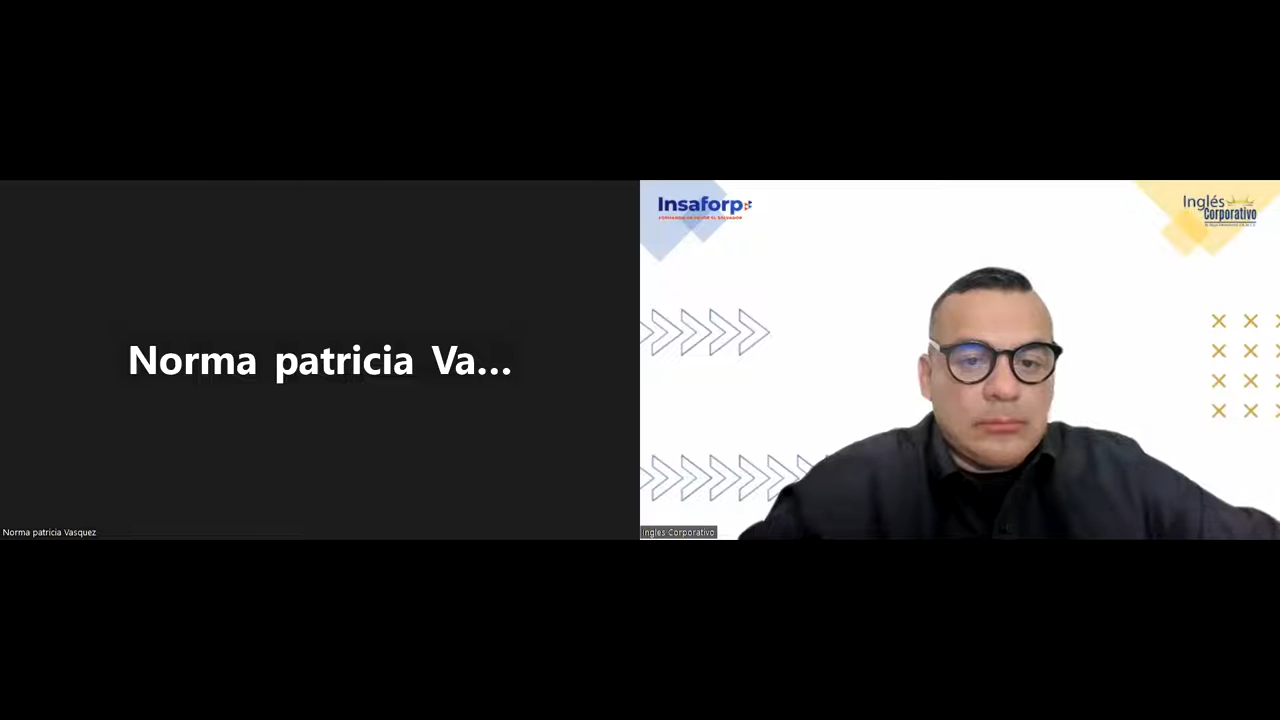 Norma patricia Va...
Norma patricia Vasquez
Insaforp
Inglés
Corporativo
Ingles Corporativo